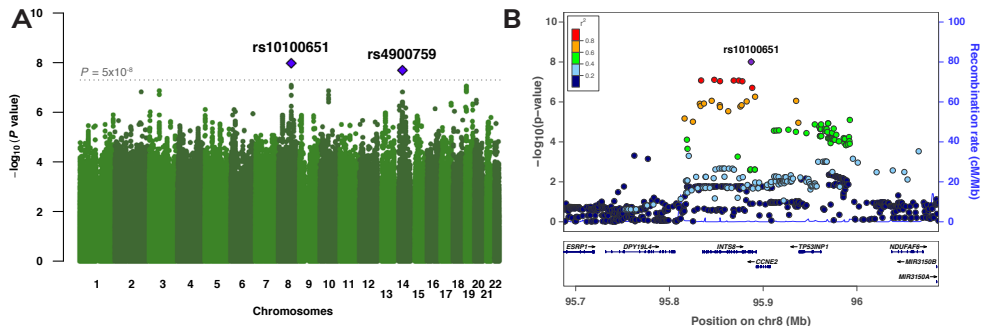 A
10
8
6
4
2
0
−log₁₀(P value)
P = 5x10⁻⁸
rs10100651
rs4900759
1 2 3 4 5 6 7 8 9 10 11 12 13 14 15 16 17 18 19 20 21 22
Chromosomes
B
10
8
6
4
2
0
−log10(p−value)
r²
0.8
0.6
0.4
0.2
rs10100651
100
80
60
40
20
0
Recombination rate (cM/Mb)
ESRP1→
DPY19L4→
INTS8→
←TP53INP1
NDUFAF6→
←CCNE2
←MIR3150B
MIR3150A→
95.7 95.8 95.9 96
Position on chr8 (Mb)